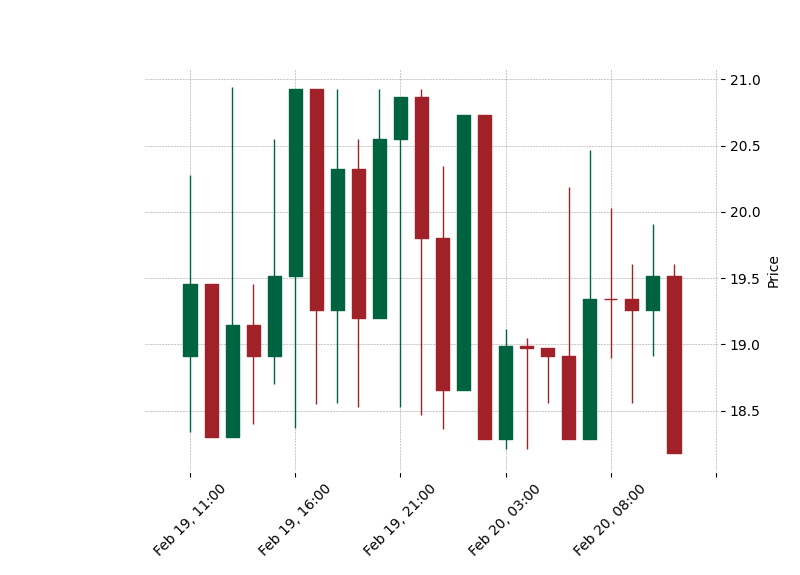 21.0
20.5
20.0
19.5
19.0
18.5
Price
Feb 19, 11:00
Feb 19, 16:00
Feb 19, 21:00
Feb 20, 03:00
Feb 20, 08:00